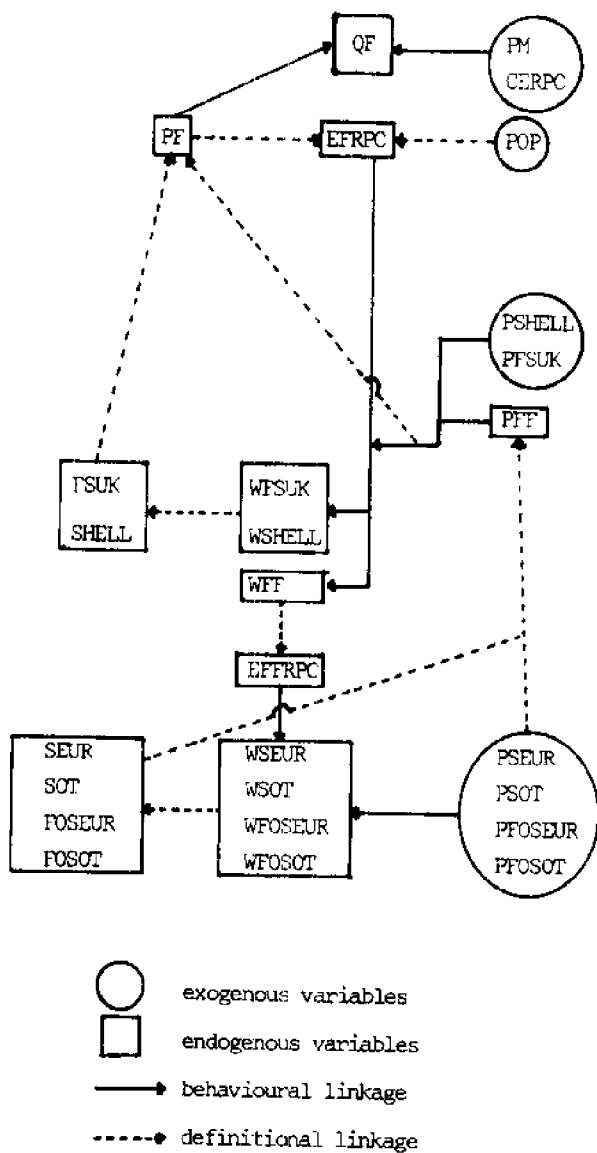 QF
PM
CERPC
PF
EFRPC
POP
PSHELL
PFSUK
PFF
FSUK
SHELL
WFSUK
WSHELL
WFF
EFFRPC
SEUR
SOT
FOSEUR
FOSOT
WSEUR
WSOT
WFOSEUR
WFOSOT
PSEUR
PSOT
PFOSEUR
PFOSOT
exogenous variables
endogenous variables
behavioural linkage
definitional linkage